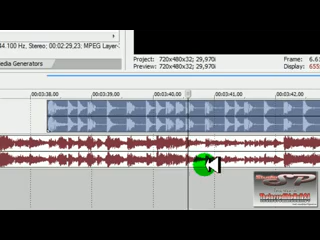 44.100 Hz, Stereo; 00:02:29,23; MPEG Layer-
edia Generators
Project: 720x480x32; 29,970i
Preview: 720x480x32; 29,970i
Frame: 6.6
Display: 655
00:03:38,00 00:03:39,00 00:03:40,00 00:03:41,00 00:03:42,00